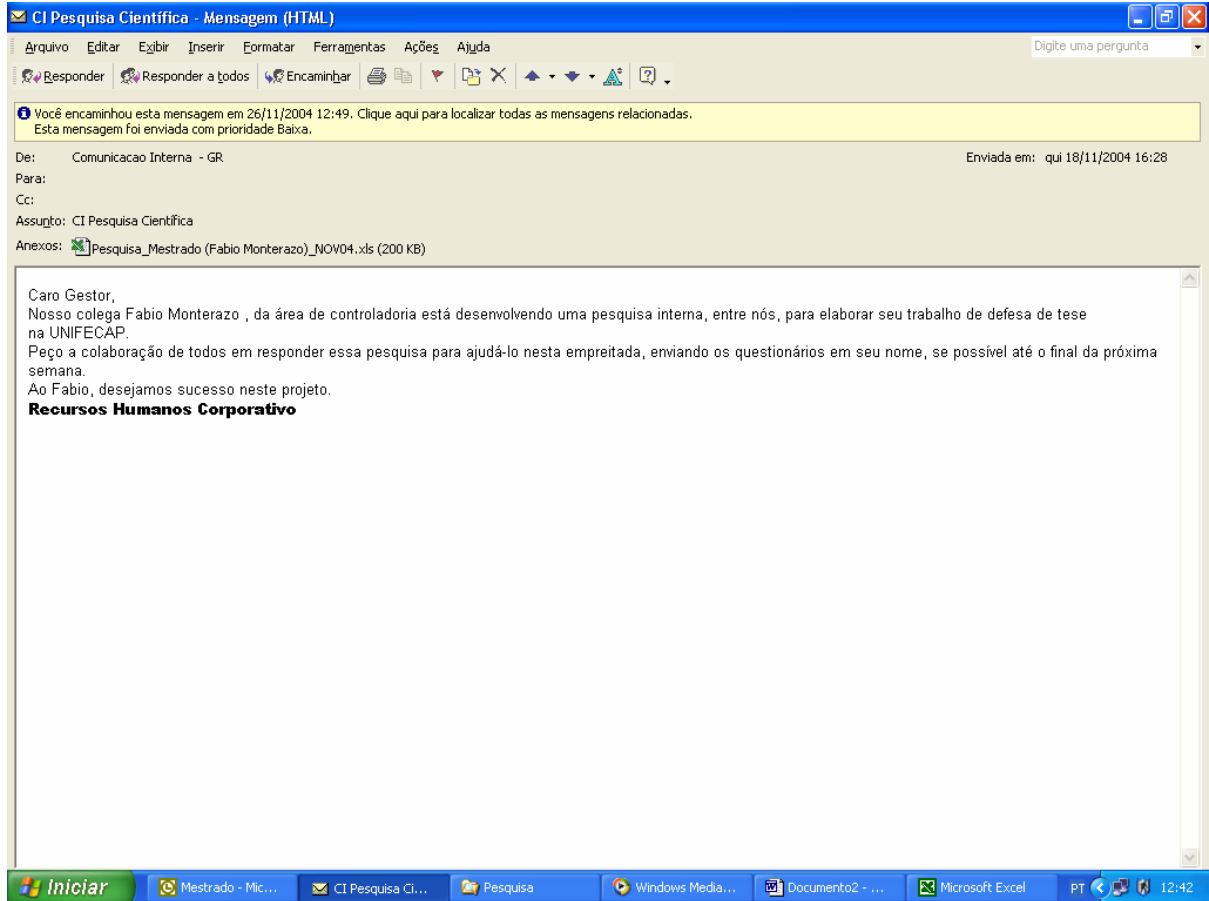 CI Pesquisa Científica - Mensagem (HTML)
Arquivo Editar Exibir Inserir Formatar Ferramentas Ações Ajuda Digite uma pergunta
Responder Responder a todos Encaminhar
Você encaminhou esta mensagem em 26/11/2004 12:49. Clique aqui para localizar todas as mensagens relacionadas.
Esta mensagem foi enviada com prioridade Baixa.
De: Comunicacao Interna - GR Enviada em: qui 18/11/2004 16:28
Para:
Cc:
Assunto: CI Pesquisa Científica
Anexos: Pesquisa_Mestrado (Fabio Monterazo)_NOV04.xls (200 KB)
Caro Gestor,
Nosso colega Fabio Monterazo , da área de controladoria está desenvolvendo uma pesquisa interna, entre nós, para elaborar seu trabalho de defesa de tese
na UNIFECAP.
Peço a colaboração de todos em responder essa pesquisa para ajudá-lo nesta empreitada, enviando os questionários em seu nome, se possível até o final da próxima
semana.
Ao Fabio, desejamos sucesso neste projeto.
Recursos Humanos Corporativo
Iniciar Mestrado - Mic... CI Pesquisa Ci... Pesquisa Windows Media... Documento2 - ... Microsoft Excel PT 12:42